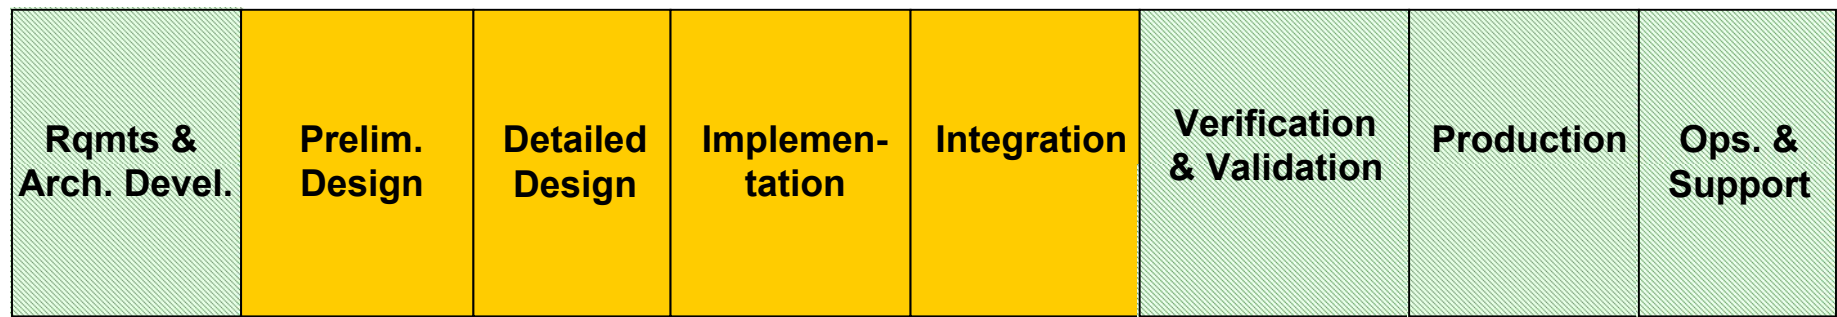 Rqmts &
Arch. Devel.
Prelim.
Design
Detailed
Design
Implemen-
tation
Integration
Verification
& Validation
Production
Ops. &
Support